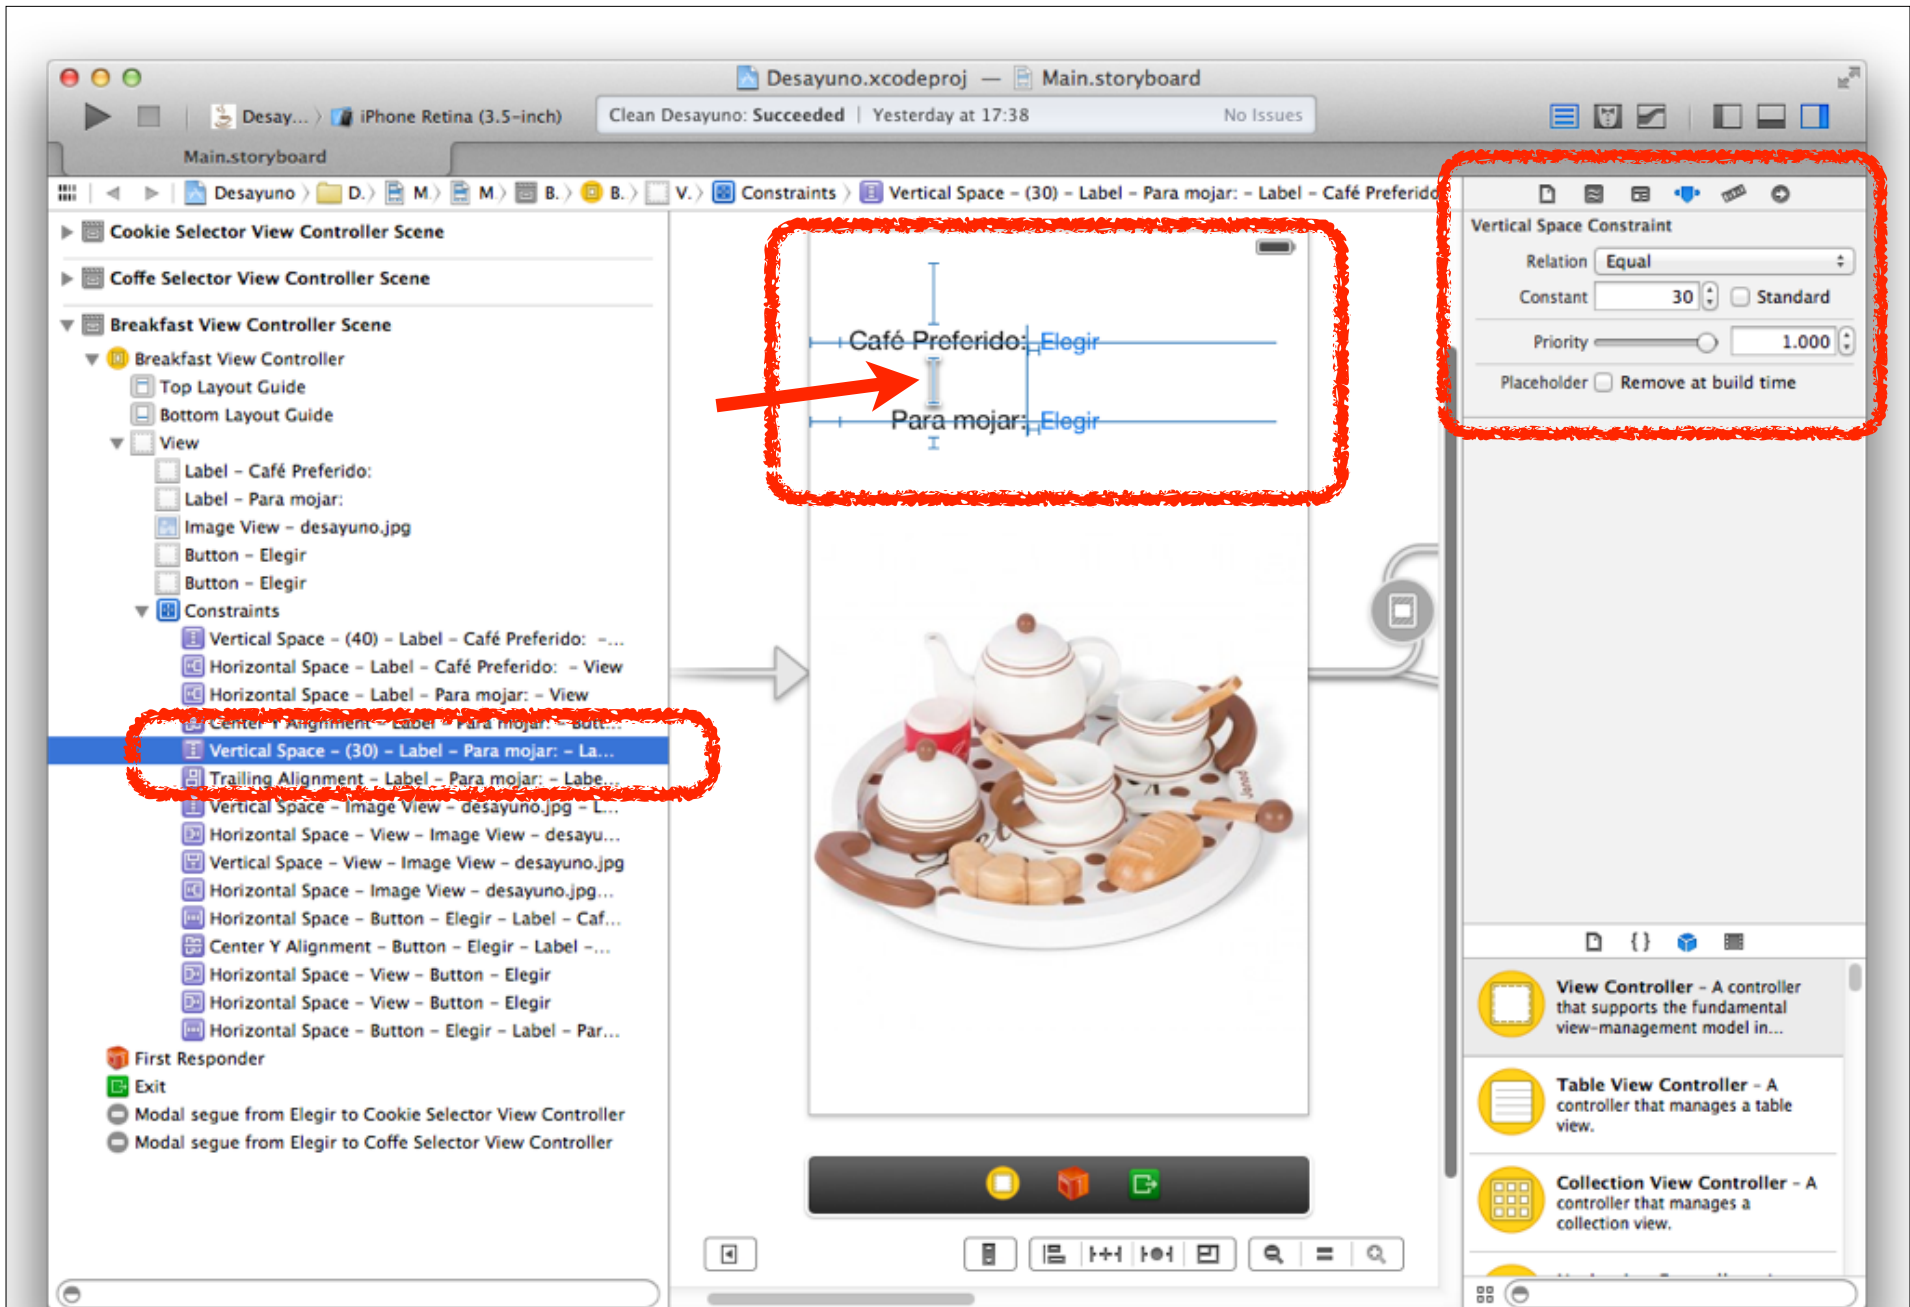 Desayuno.xcodeproj — Main.storyboard
Desay... 〉 iPhone Retina (3.5-inch)
Clean Desayuno: Succeeded | Yesterday at 17:38 No Issues
Main.storyboard
Desayuno 〉 D. 〉 M. 〉 M. 〉 B. 〉 B. 〉 V. 〉 Constraints 〉 Vertical Space – (30) – Label – Para mojar: – Label – Café Preferido
Cookie Selector View Controller Scene
Coffe Selector View Controller Scene
Breakfast View Controller Scene
Breakfast View Controller
Top Layout Guide
Bottom Layout Guide
View
Label – Café Preferido:
Label – Para mojar:
Image View – desayuno.jpg
Button – Elegir
Button – Elegir
Constraints
Vertical Space – (40) – Label – Café Preferido: –...
Horizontal Space – Label – Café Preferido: – View
Horizontal Space – Label – Para mojar: – View
Center Y Alignment – Label – Para mojar: – Butt...
Vertical Space – (30) – Label – Para mojar: – La...
Trailing Alignment – Label – Para mojar: – Labe...
Vertical Space – Image View – desayuno.jpg – L...
Horizontal Space – View – Image View – desayu...
Vertical Space – View – Image View – desayuno.jpg
Horizontal Space – Image View – desayuno.jpg...
Horizontal Space – Button – Elegir – Label – Caf...
Center Y Alignment – Button – Elegir – Label –...
Horizontal Space – View – Button – Elegir
Horizontal Space – View – Button – Elegir
Horizontal Space – Button – Elegir – Label – Par...
First Responder
Exit
Modal segue from Elegir to Cookie Selector View Controller
Modal segue from Elegir to Coffe Selector View Controller
Café Preferido: Elegir
Para mojar: Elegir
Janod
Vertical Space Constraint
Relation Equal
Constant 30 Standard
Priority 1.000
Placeholder Remove at build time
{ }
View Controller – A controller
that supports the fundamental
view-management model in...
Table View Controller – A
controller that manages a table
view.
Collection View Controller – A
controller that manages a
collection view.